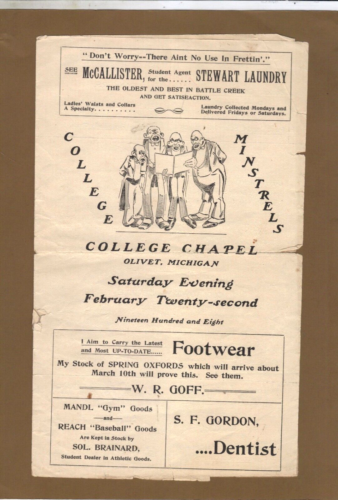 "Don't Worry--There Aint No Use In Frettin'."
SEE McCALLISTER, Student Agent for the...... STEWART LAUNDRY
THE OLDEST AND BEST IN BATTLE CREEK
AND GET SATISFACTION.
Ladies' Waists and Collars
A Specialty..........
Laundry Collected Mondays and
Delivered Fridays or Saturdays.
COLLEGE
MINSTRELS
COLLEGE CHAPEL
OLIVET, MICHIGAN
Saturday Evening
February Twenty-second
Nineteen Hundred and Eight
I Aim to Carry the Latest
and Most UP-TO-DATE......
Footwear
My Stock of SPRING OXFORDS which will arrive about
March 10th will prove this. See them.
W. R. GOFF.
MANDL "Gym" Goods
and
REACH "Baseball" Goods
Are Kept in Stock by
SOL. BRAINARD,
Student Dealer in Athletic Goods.
S. F. GORDON,
....Dentist